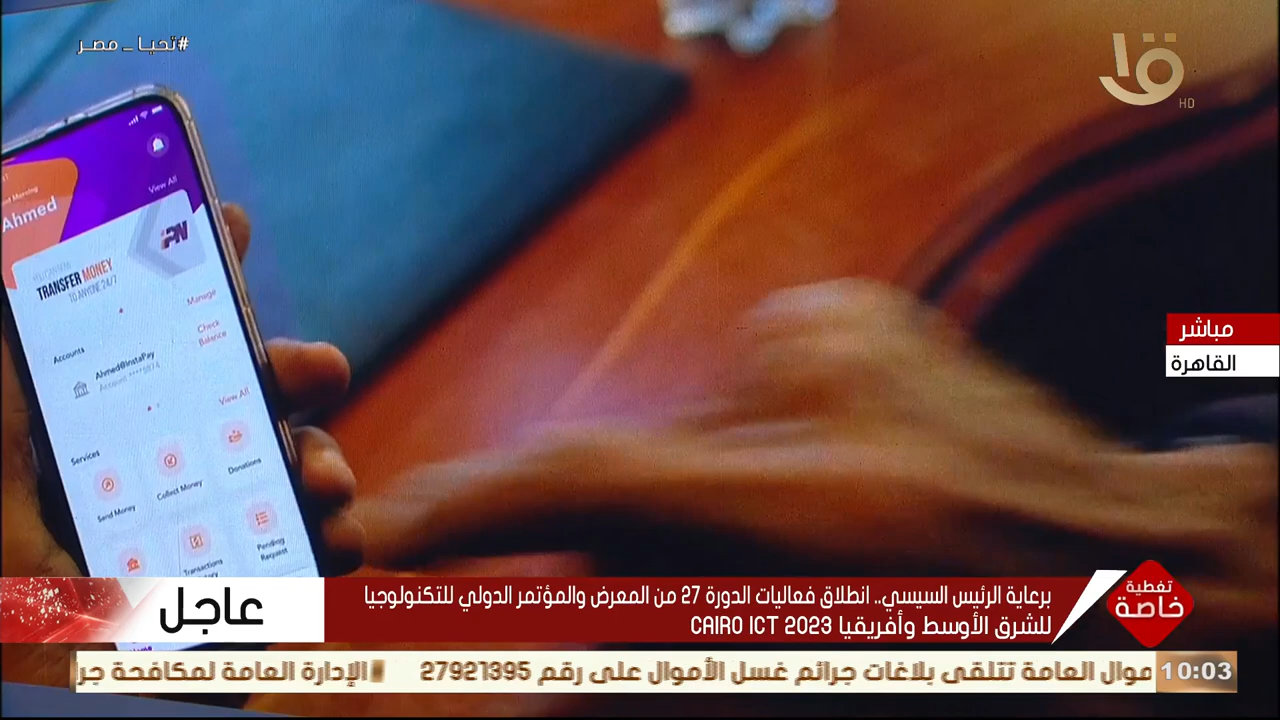 #تحيا_مصر
HD
View All
Ahmed
IPN
TRANSFER MONEY
TO ANYONE 24/7
Manage
Accounts
Check
Balance
Ahmed@InstaPay
View All
Services
Send Money
Collect Money
Donations
Transactions
Pending
Request
مباشر
القاهرة
تغطية
خاصة
عاجل
برعاية الرئيس السيسي.. انطلاق فعاليات الدورة 27 من المعرض والمؤتمر الدولي للتكنولوجيا
للشرق الأوسط وأفريقيا CAIRO ICT 2023
10:03
موال العامة تتلقى بلاغات جرائم غسل الأموال على رقم 27921395
الإدارة العامة لمكافحة جرا